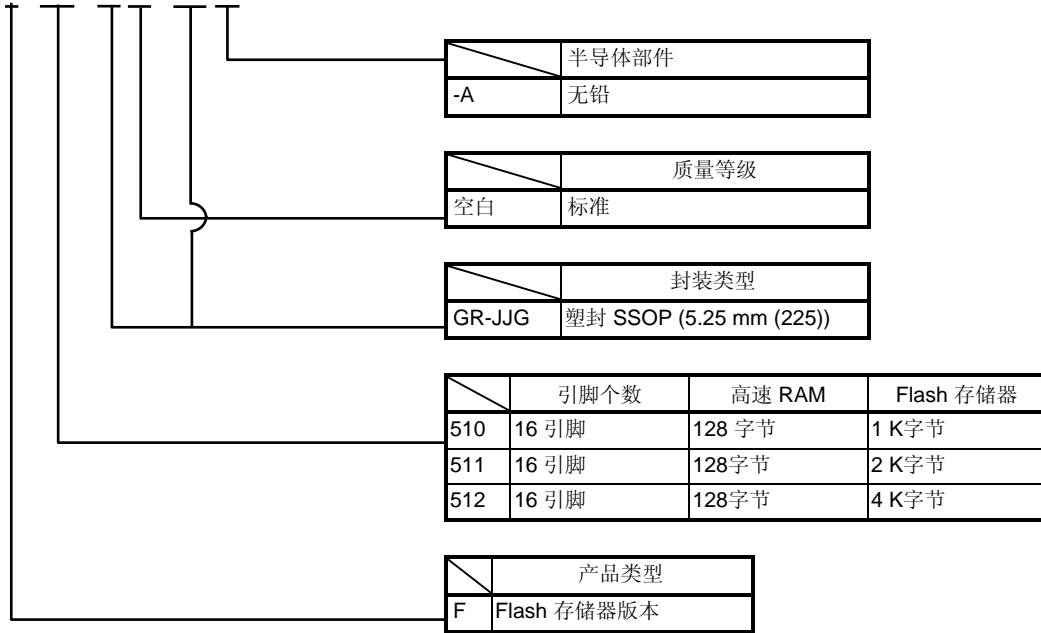 半导体部件
-A 无铅
质量等级
空白 标准
封装类型
GR-JJG 塑封 SSOP (5.25 mm (225))
引脚个数 高速 RAM Flash 存储器
510 16 引脚 128 字节 1 K字节
511 16 引脚 128字节 2 K字节
512 16 引脚 128字节 4 K字节
产品类型
F Flash 存储器版本